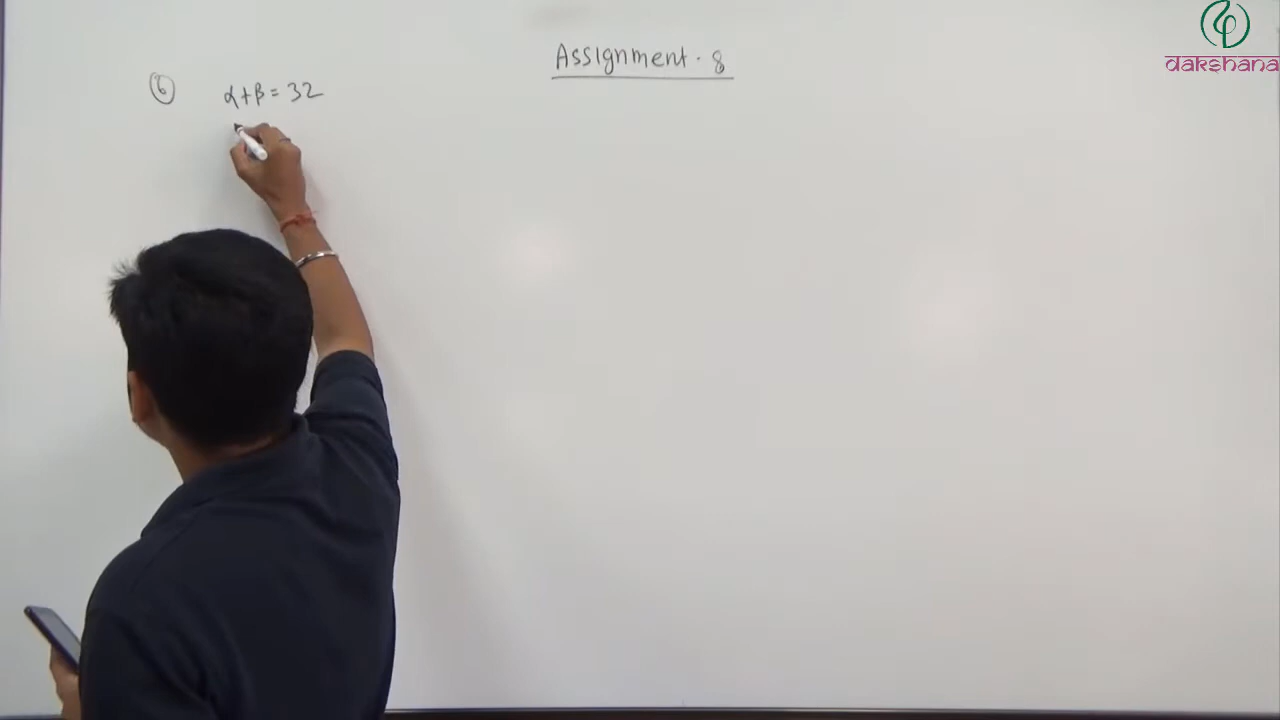 Assignment. 8
dakshana
⑥ α+β = 32